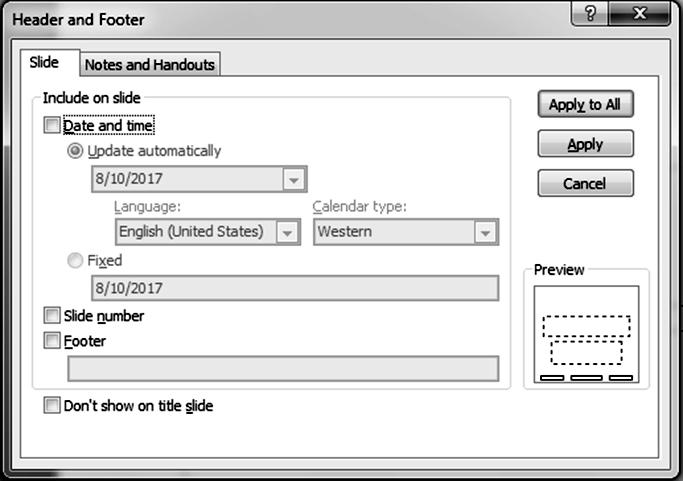 Header and Footer
Slide
Notes and Handouts
Include on slide
Date and time
Update automatically
8/10/2017
Language:
Calendar type:
English (United States)
Western
Fixed
8/10/2017
Slide number
Footer
Don't show on title slide
Apply to All
Apply
Cancel
Preview